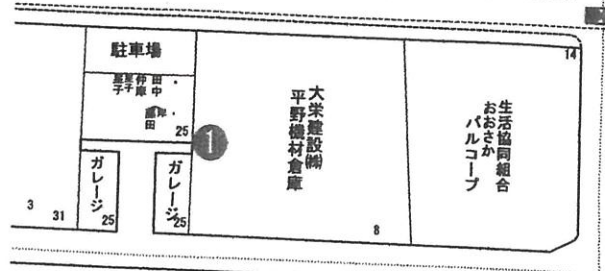 駐車場
田中
仲岸
25
1
ガレージ
25
ガレージ
25
3
31
大栄建設㈱
平野機材倉庫
8
14
生活協同組合
おおさか
パルコープ